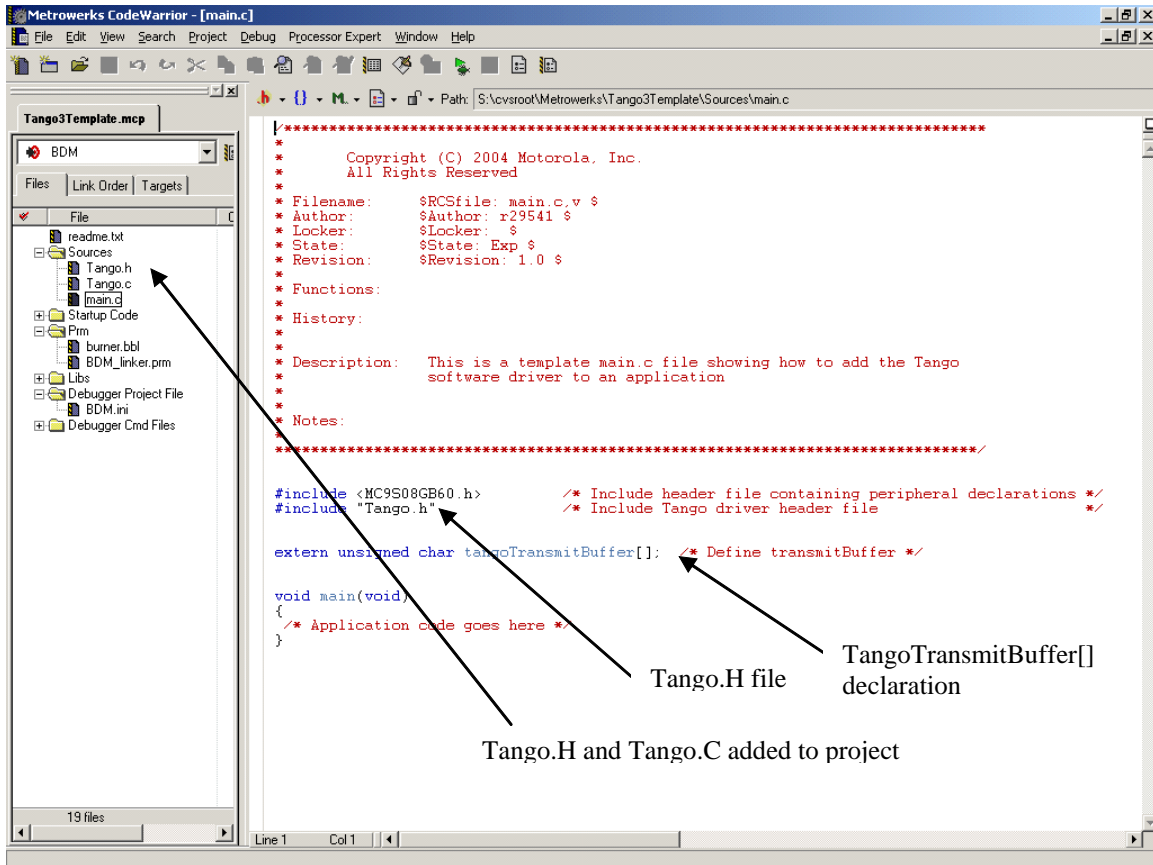 Metrowerks CodeWarrior - [main.c]
File Edit View Search Project Debug Processor Expert Window Help
Path: S:\cvsroot\Metrowerks\Tango3Template\Sources\main.c
Tango3Template.mcp
BDM
Files Link Order Targets
File C
readme.txt
Sources
Tango.h
Tango.c
main.c
Startup Code
Prm
burner.bbl
BDM_linker.prm
Libs
Debugger Project File
BDM.ini
Debugger Cmd Files
19 files
/******************************************************************************
*
* Copyright (C) 2004 Motorola, Inc.
* All Rights Reserved
*
* Filename: $RCSfile: main.c,v $
* Author: $Author: r29541 $
* Locker: $Locker: $
* State: $State: Exp $
* Revision: $Revision: 1.0 $
*
* Functions:
*
* History:
*
*
* Description: This is a template main.c file showing how to add the Tango
* software driver to an application
*
*
* Notes:
*
******************************************************************************/
#include <MC9S08GB60.h> /* Include header file containing peripheral declarations */
#include "Tango.h" /* Include Tango driver header file */
extern unsigned char tangoTransmitBuffer[]; /* Define transmitBuffer */
void main(void)
{
/* Application code goes here */
}
TangoTransmitBuffer[]
declaration
Tango.H file
Tango.H and Tango.C added to project
Line 1 Col 1